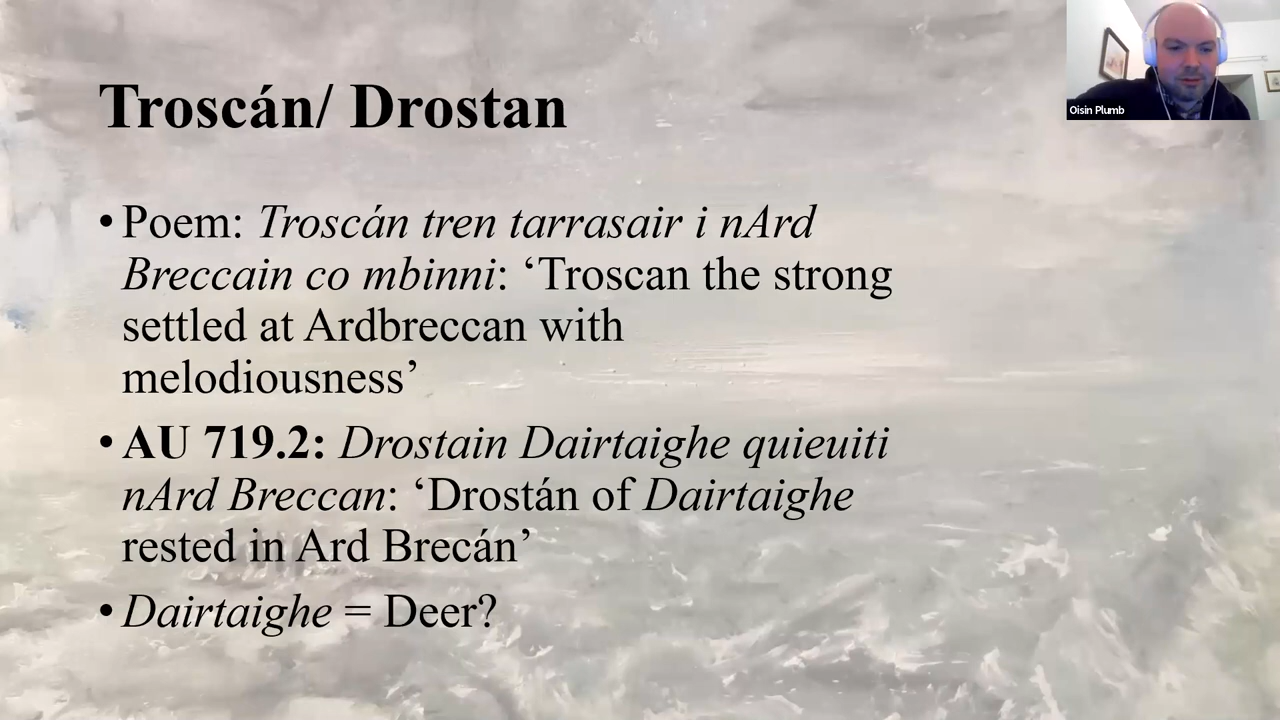 Troscán/ Drostan
Oisin Plumb
• Poem: Troscán tren tarrasair i nArd
Breccain co mbinni: ‘Troscan the strong
settled at Ardbreccan with
melodiousness’
• AU 719.2: Drostain Dairtaighe quieuiti
nArd Breccan: ‘Drostán of Dairtaighe
rested in Ard Brecán’
• Dairtaighe = Deer?